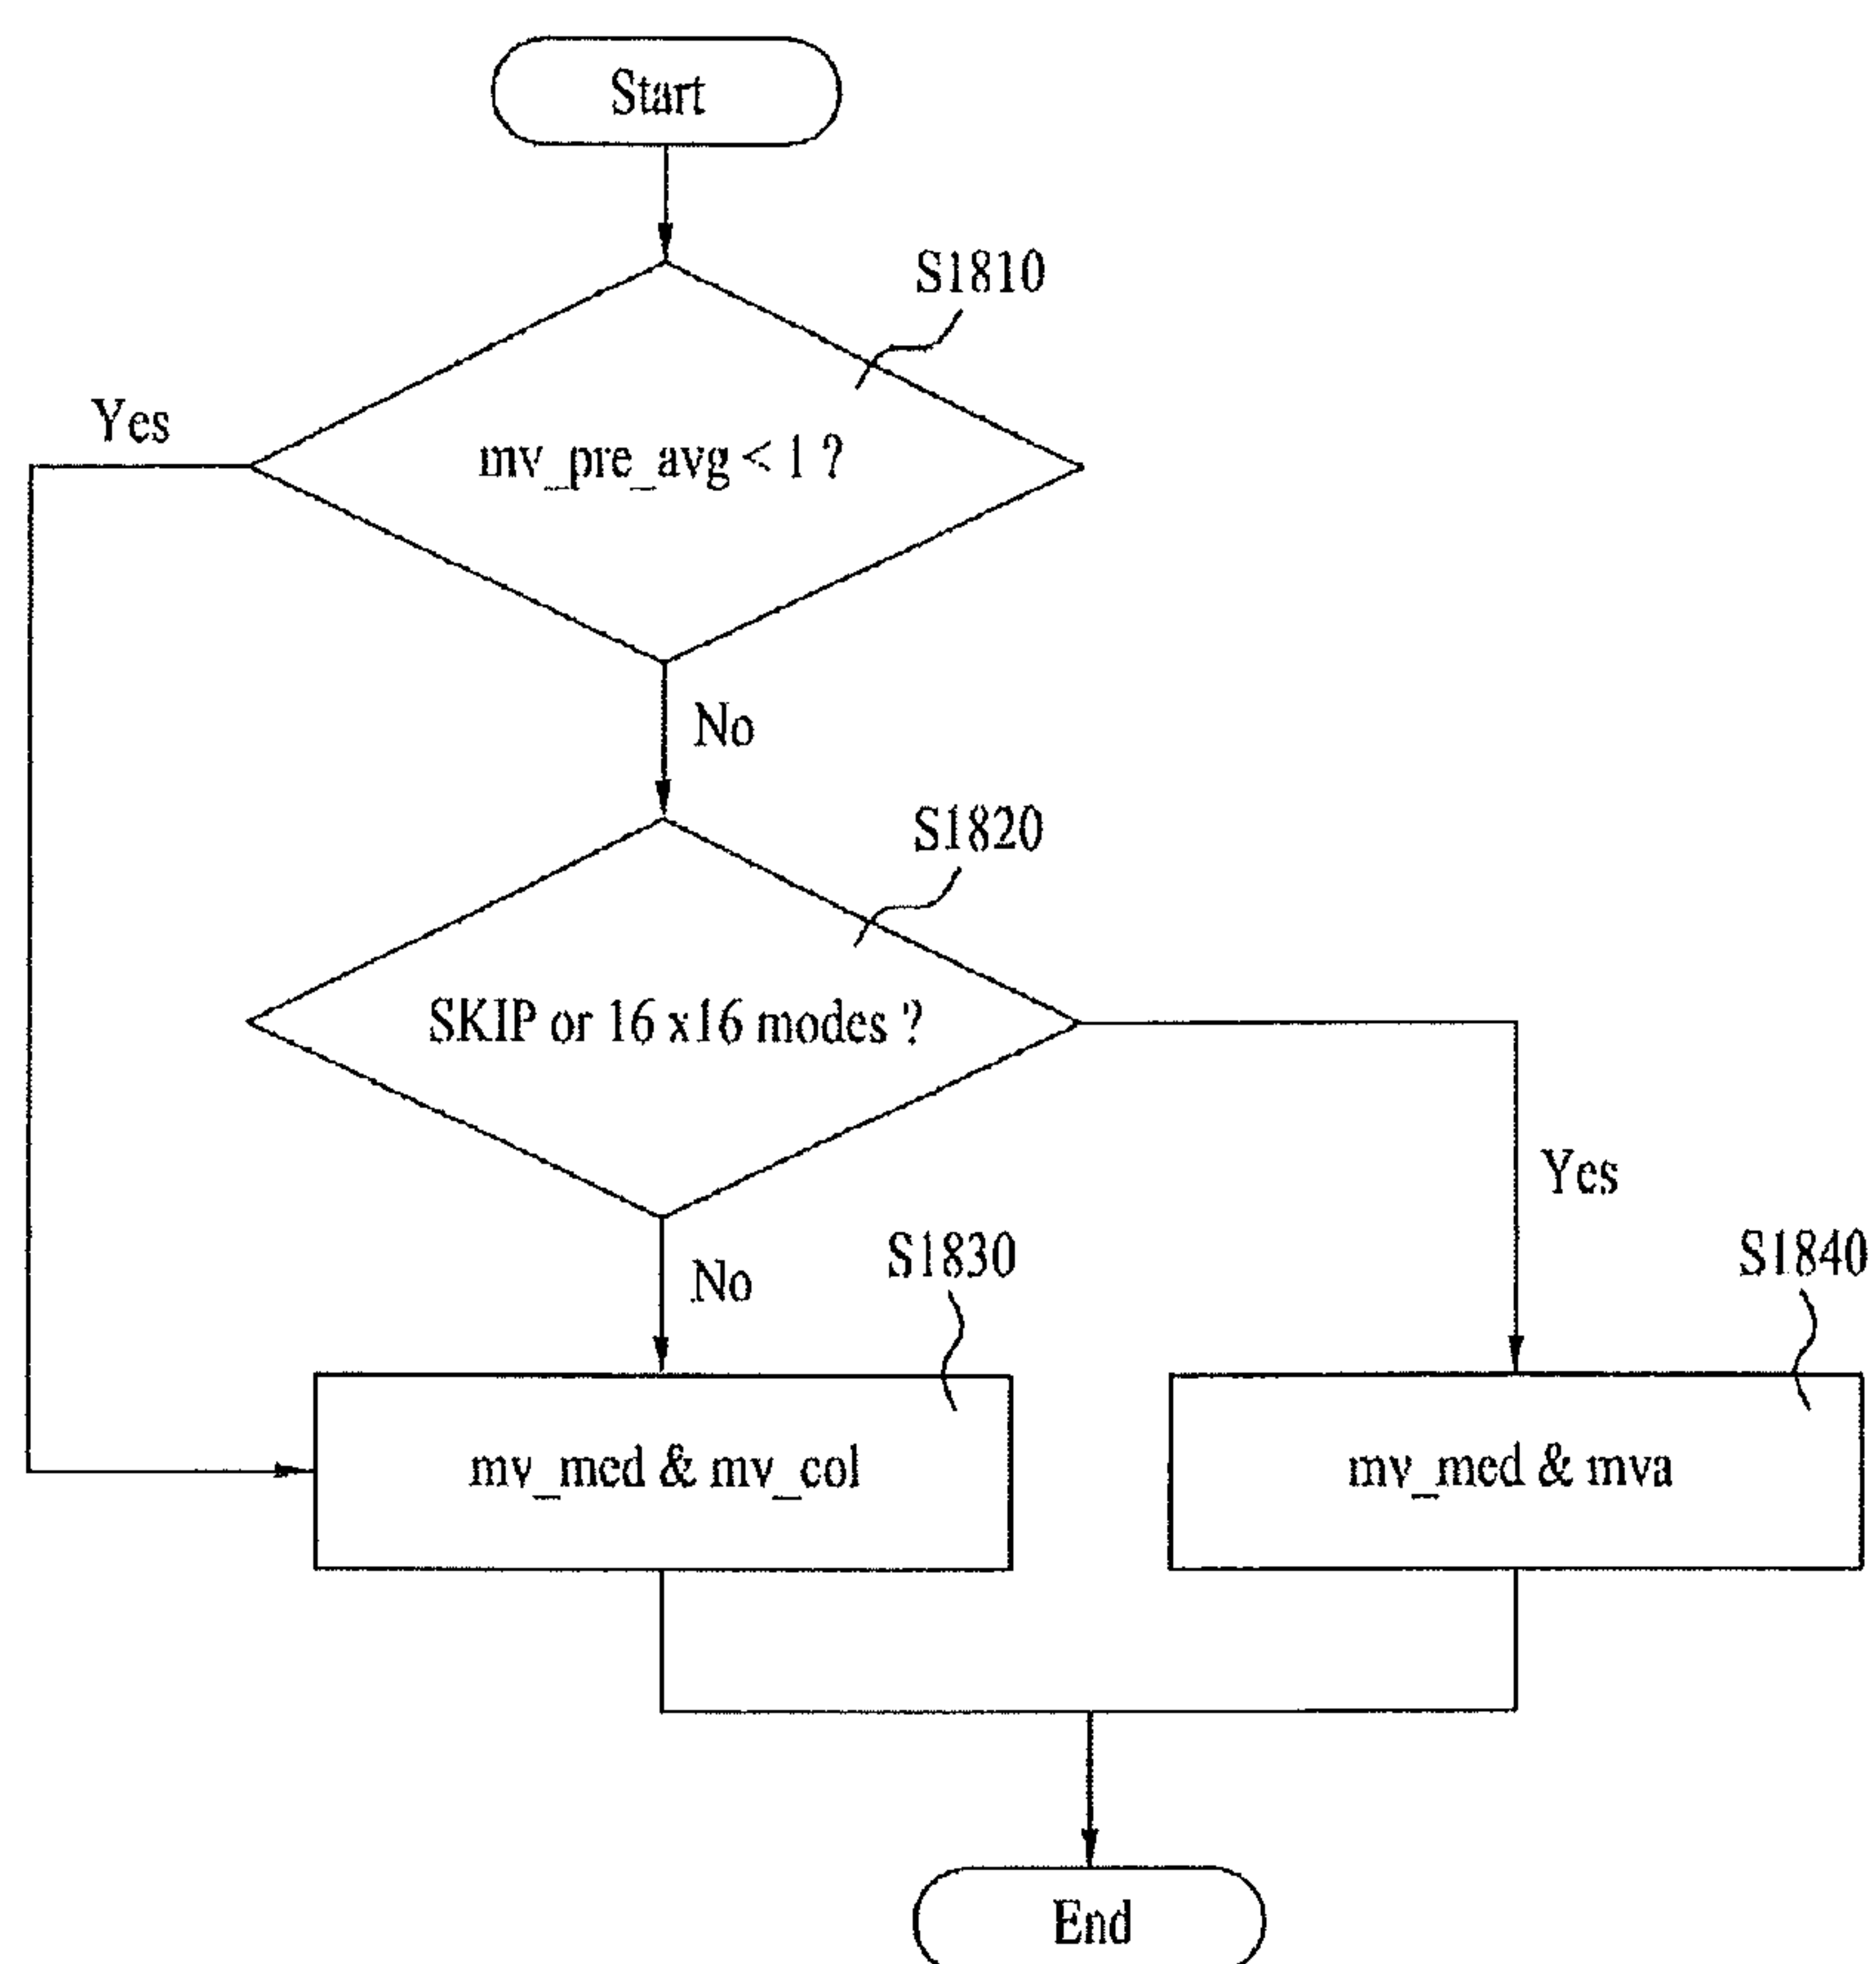 Start
S1810
Yes
mv_pre_avg < 1 ?
No
S1820
SKIP or 16 x16 modes ?
Yes
No
S1830
S1840
mv_med & mv_col
mv_med & mva
End